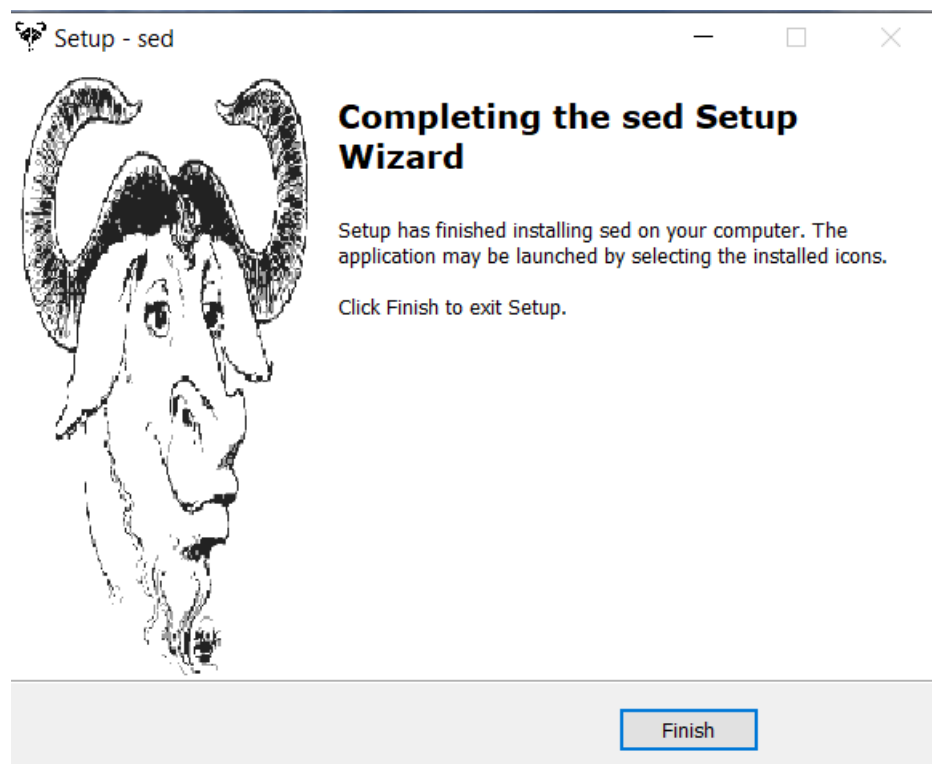 Setup - sed
Completing the sed Setup
Wizard
Setup has finished installing sed on your computer. The
application may be launched by selecting the installed icons.
Click Finish to exit Setup.
Finish